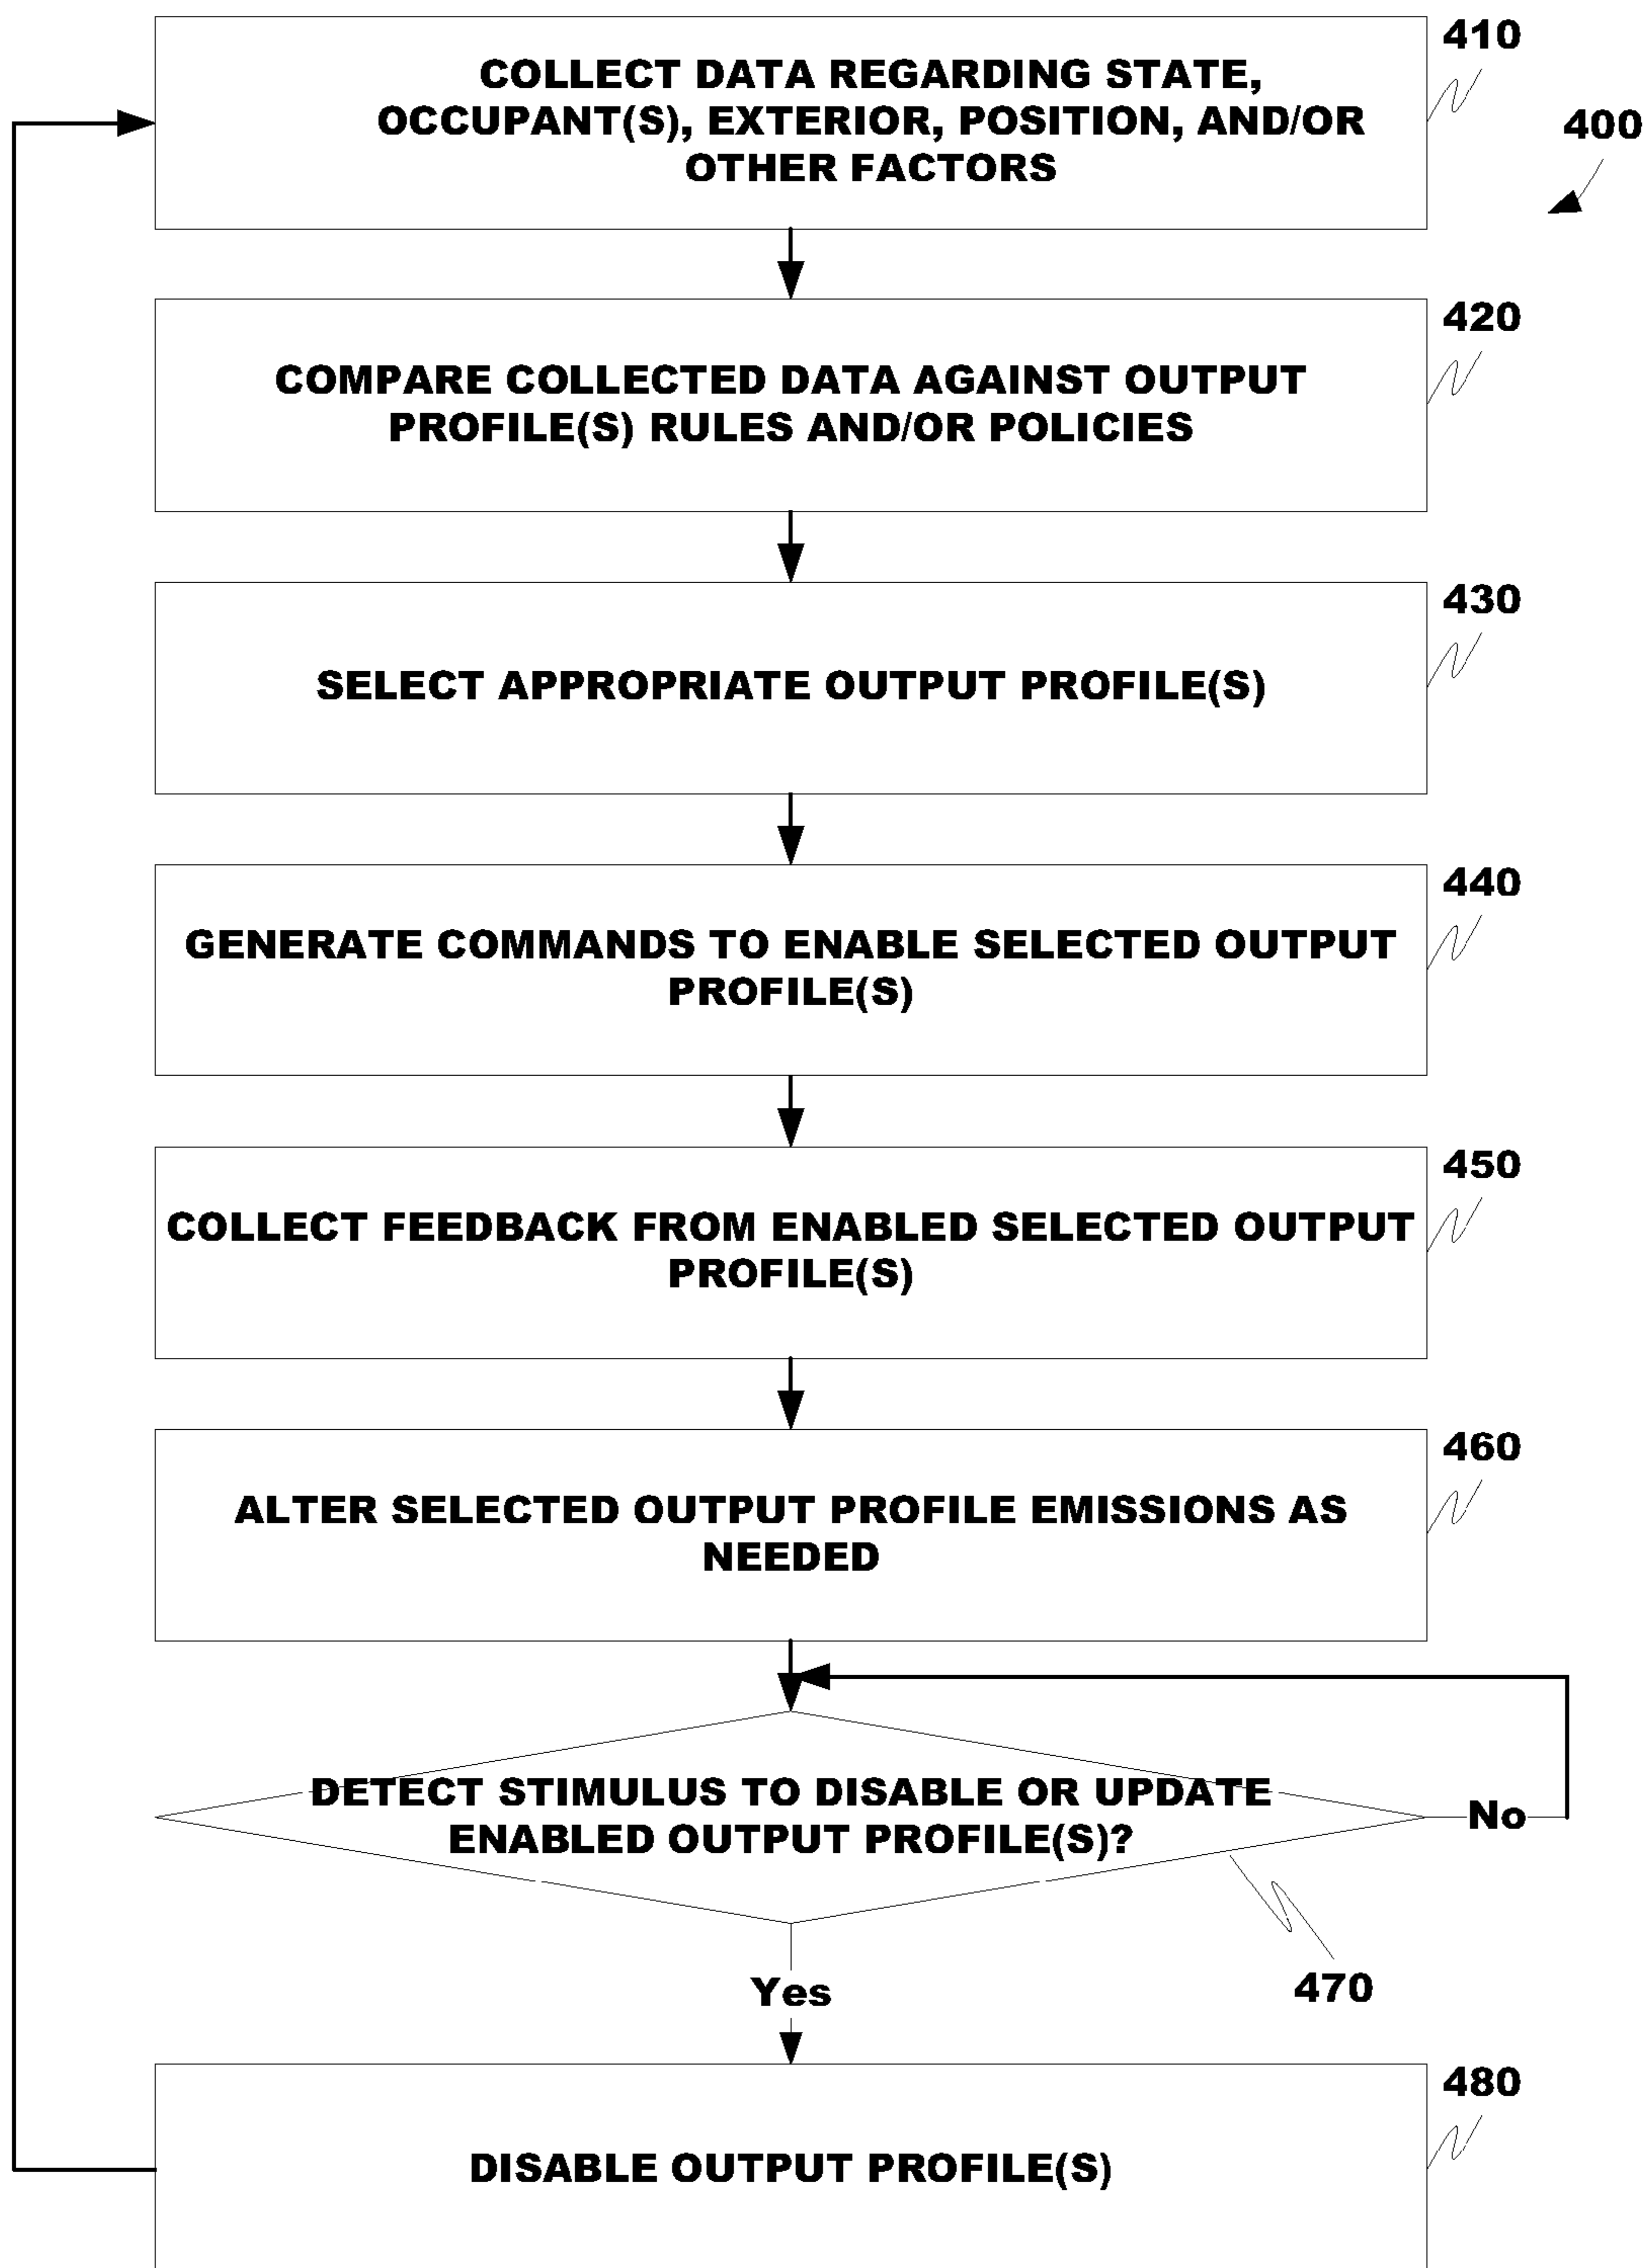 410
COLLECT DATA REGARDING STATE,
OCCUPANT(S), EXTERIOR, POSITION, AND/OR
OTHER FACTORS
400
420
COMPARE COLLECTED DATA AGAINST OUTPUT
PROFILE(S) RULES AND/OR POLICIES
430
SELECT APPROPRIATE OUTPUT PROFILE(S)
440
GENERATE COMMANDS TO ENABLE SELECTED OUTPUT
PROFILE(S)
450
COLLECT FEEDBACK FROM ENABLED SELECTED OUTPUT
PROFILE(S)
460
ALTER SELECTED OUTPUT PROFILE EMISSIONS AS
NEEDED
DETECT STIMULUS TO DISABLE OR UPDATE
ENABLED OUTPUT PROFILE(S)?
No
Yes
470
480
DISABLE OUTPUT PROFILE(S)